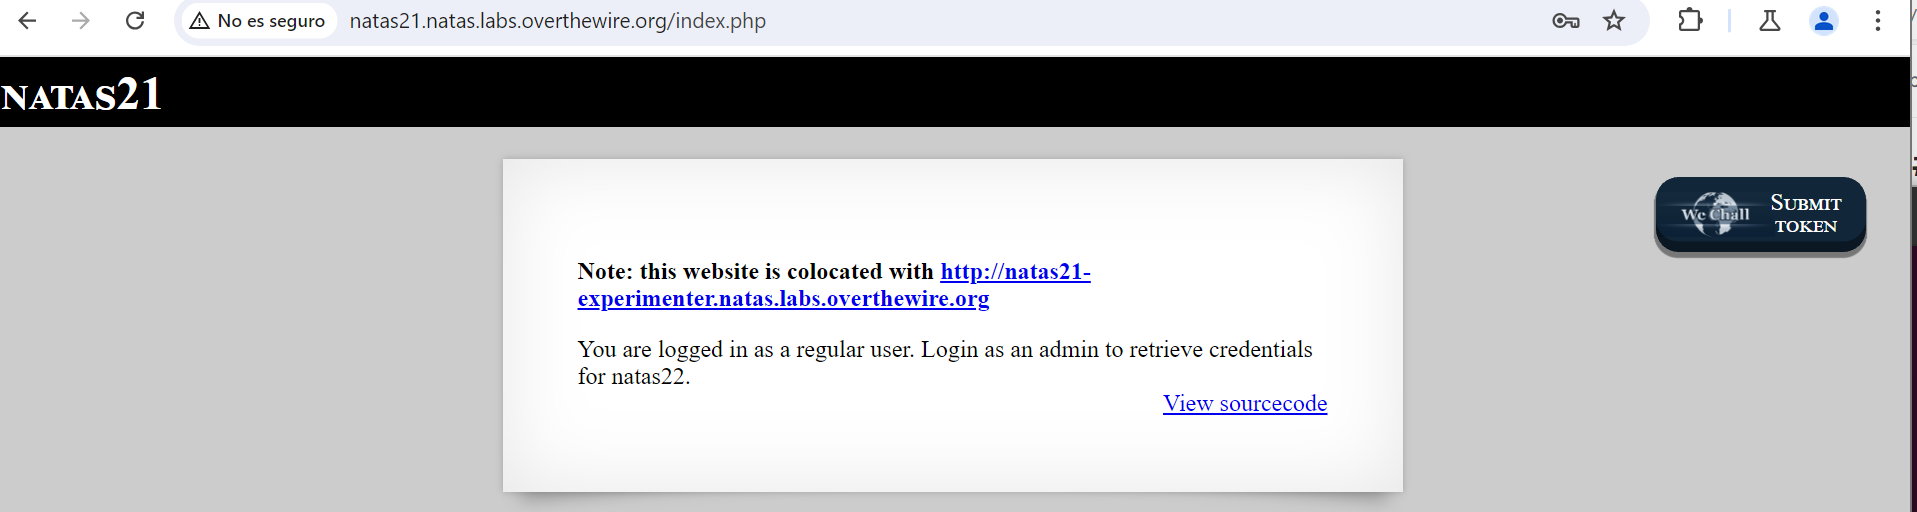 No es seguro natas21.natas.labs.overthewire.org/index.php
NATAS21
We Chall SUBMIT
TOKEN
Note: this website is colocated with http://natas21-
experimenter.natas.labs.overthewire.org
You are logged in as a regular user. Login as an admin to retrieve credentials
for natas22.
View sourcecode